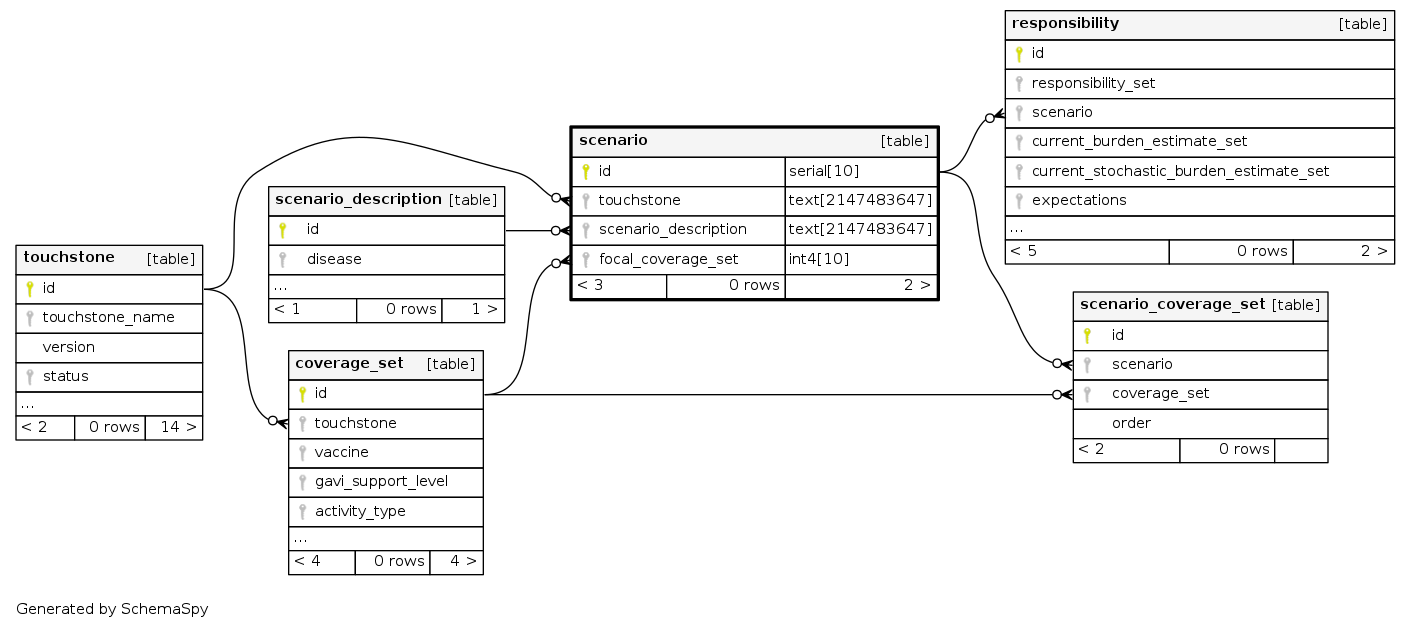 responsibility [table]
id
responsibility_set
scenario
current_burden_estimate_set
current_stochastic_burden_estimate_set
expectations
...
< 5 0 rows 2 >
scenario [table]
id serial[10]
touchstone text[2147483647]
scenario_description text[2147483647]
focal_coverage_set int4[10]
< 3 0 rows 2 >
scenario_description [table]
id
disease
...
< 1 0 rows 1 >
touchstone [table]
id
touchstone_name
version
status
...
< 2 0 rows 14 >
scenario_coverage_set [table]
id
scenario
coverage_set
order
< 2 0 rows
coverage_set [table]
id
touchstone
vaccine
gavi_support_level
activity_type
...
< 4 0 rows 4 >
Generated by SchemaSpy